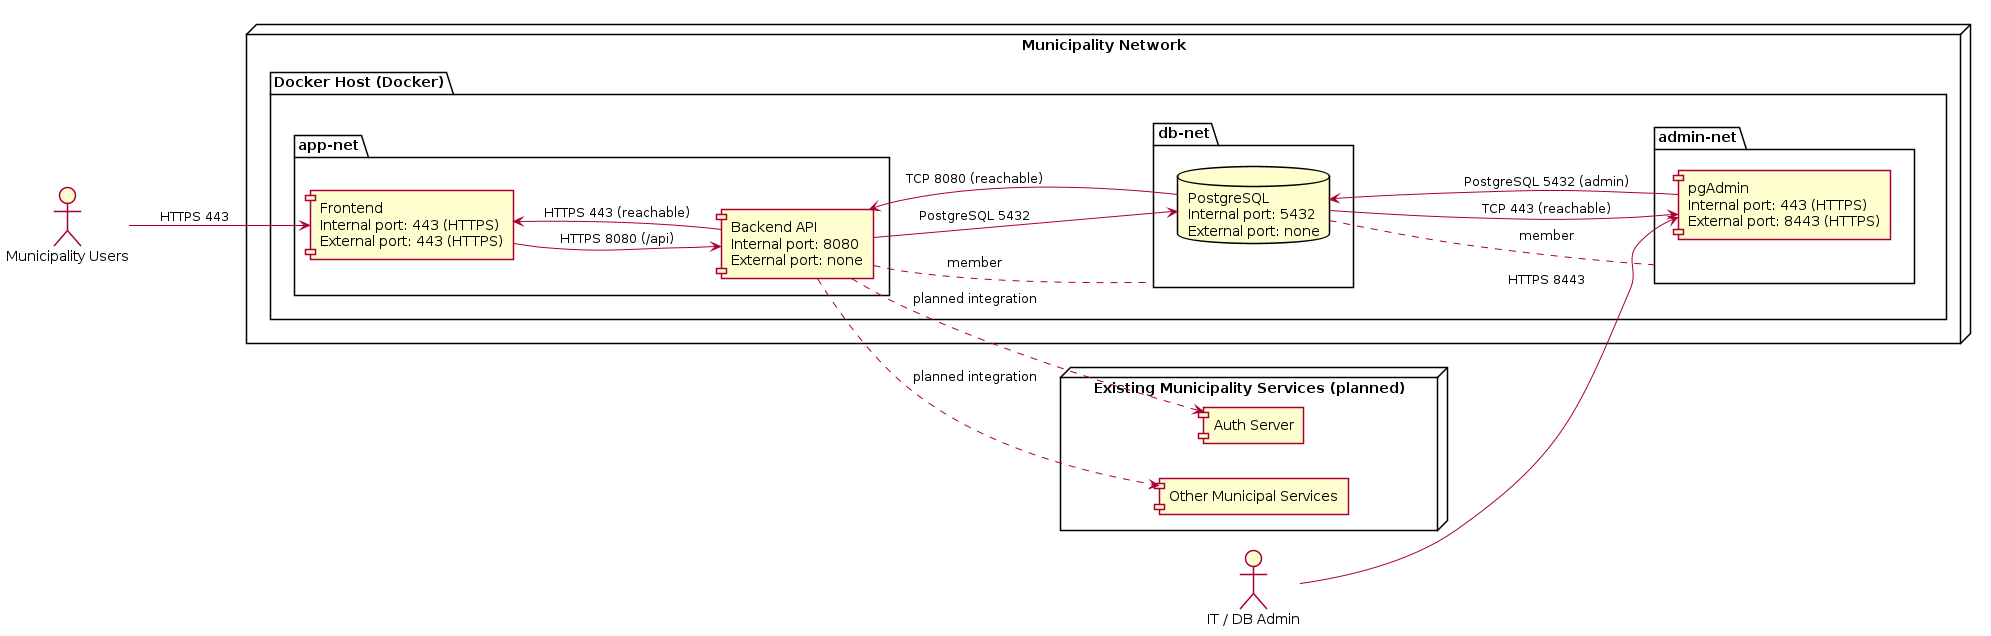 Municipality Network
Docker Host (Docker)
app-net
db-net
admin-net
Municipality Users
HTTPS 443
Frontend
Internal port: 443 (HTTPS)
External port: 443 (HTTPS)
HTTPS 443 (reachable)
HTTPS 8080 (/api)
Backend API
Internal port: 8080
External port: none
TCP 8080 (reachable)
PostgreSQL 5432
member
PostgreSQL
Internal port: 5432
External port: none
PostgreSQL 5432 (admin)
TCP 443 (reachable)
member
HTTPS 8443
pgAdmin
Internal port: 443 (HTTPS)
External port: 8443 (HTTPS)
planned integration
planned integration
Existing Municipality Services (planned)
Auth Server
Other Municipal Services
IT / DB Admin